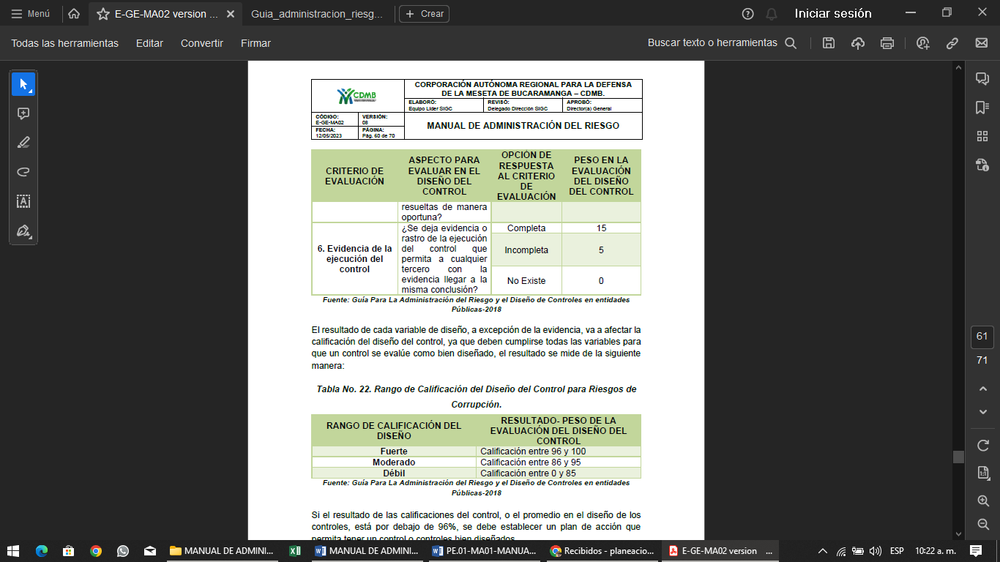 Menú
E-GE-MA02 version ...
Guia_administracion_riesg...
Crear
Iniciar sesión
Todas las herramientas
Editar
Convertir
Firmar
Buscar texto o herramientas
CDMB
CORPORACIÓN AUTÓNOMA REGIONAL PARA LA DEFENSA
DE LA MESETA DE BUCARAMANGA – CDMB.
ELABORÓ:
Equipo Líder SIGC
REVISÓ:
Delegado Dirección SIGC
APROBÓ:
Director(a) General
CÓDIGO:
E-GE-MA02
VERSIÓN:
08
FECHA:
12/05/2023
PÁGINA:
Pág. 60 de 70
MANUAL DE ADMINISTRACIÓN DEL RIESGO
CRITERIO DE
EVALUACIÓN
ASPECTO PARA
EVALUAR EN EL
DISEÑO DEL
CONTROL
OPCIÓN DE
RESPUESTA
AL CRITERIO
DE
EVALUACIÓN
PESO EN LA
EVALUACIÓN
DEL DISEÑO
DEL CONTROL
resueltas de manera
oportuna?
6. Evidencia de la
ejecución del
control
¿Se deja evidencia o
rastro de la ejecución
del control que
permita a cualquier
tercero con la
evidencia llegar a la
misma conclusión?
Completa
15
Incompleta
5
No Existe
0
Fuente: Guía Para La Administración del Riesgo y el Diseño de Controles en entidades
Públicas-2018
El resultado de cada variable de diseño, a excepción de la evidencia, va a afectar la
calificación del diseño del control, ya que deben cumplirse todas las variables para
que un control se evalúe como bien diseñado, el resultado se mide de la siguiente
manera:
Tabla No. 22. Rango de Calificación del Diseño del Control para Riesgos de
Corrupción.
RANGO DE CALIFICACIÓN DEL
DISEÑO
RESULTADO- PESO DE LA
EVALUACIÓN DEL DISEÑO DEL
CONTROL
Fuerte
Calificación entre 96 y 100
Moderado
Calificación entre 86 y 95
Débil
Calificación entre 0 y 85
Fuente: Guía Para La Administración del Riesgo y el Diseño de Controles en entidades
Públicas-2018
Si el resultado de las calificaciones del control, o el promedio en el diseño de los
controles, está por debajo de 96%, se debe establecer un plan de acción que
permita tener un control o controles bien diseñados
61
71
1:1
MANUAL DE ADMINI...
MANUAL DE ADMINI...
PE.01-MA01-MANUA...
Recibidos - planeacio...
E-GE-MA02 version ...
ESP
10:22 a. m.